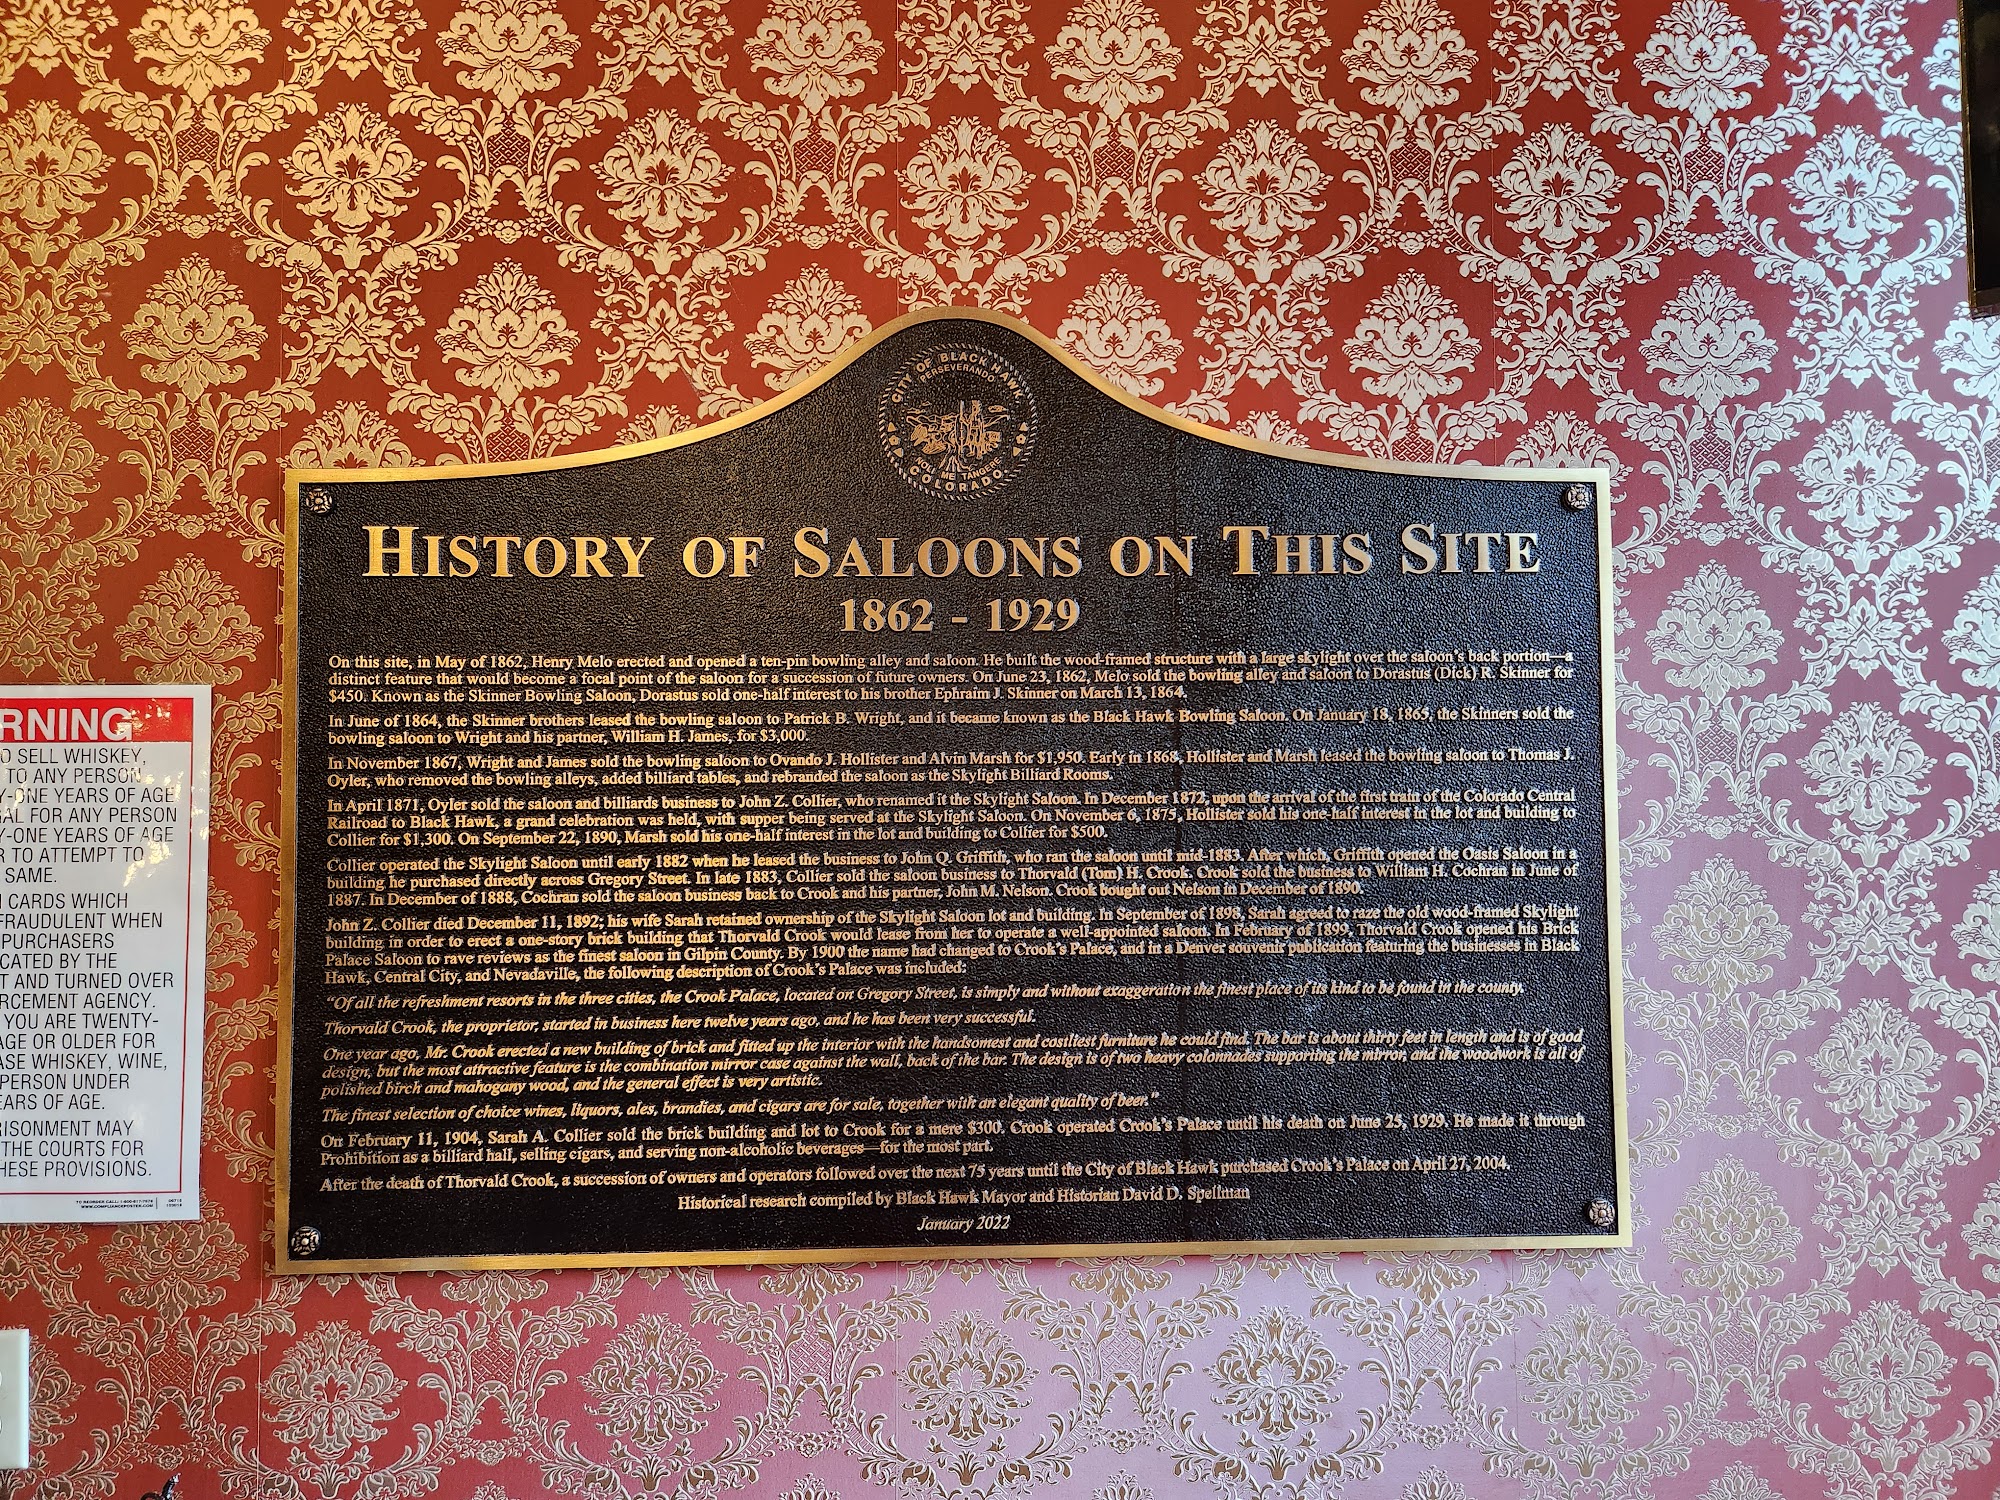 CITY OF BLACK HAWK
PERSEVERANDO
COLORADO
HISTORY OF SALOONS ON THIS SITE
1862 - 1929
On this site, in May of 1862, Henry Melo erected and opened a ten-pin bowling alley and saloon. He built the wood-framed structure with a large skylight over the saloon's back portion—a
distinct feature that would become a focal point of the saloon for a succession of future owners. On June 23, 1862, Melo sold the bowling alley and saloon to Dorastus (Dick) R. Skinner for
$450. Known as the Skinner Bowling Saloon, Dorastus sold one-half interest to his brother Ephraim J. Skinner on March 13, 1864.
In June of 1864, the Skinner brothers leased the bowling saloon to Patrick B. Wright, and it became known as the Black Hawk Bowling Saloon. On January 18, 1865, the Skinners sold the
bowling saloon to Wright and his partner, William H. James, for $3,000.
In November 1867, Wright and James sold the bowling saloon to Ovando J. Hollister and Alvin Marsh for $1,950. Early in 1868, Hollister and Marsh leased the bowling saloon to Thomas J.
Oyler, who removed the bowling alleys, added billiard tables, and rebranded the saloon as the Skylight Billiard Rooms.
In April 1871, Oyler sold the saloon and billiards business to John Z. Collier, who renamed it the Skylight Saloon. In December 1872, upon the arrival of the first train of the Colorado Central
Railroad to Black Hawk, a grand celebration was held, with supper being served at the Skylight Saloon. On November 6, 1875, Hollister sold his one-half interest in the lot and building to
Collier for $1,300. On September 22, 1890, Marsh sold his one-half interest in the lot and building to Collier for $500.
Collier operated the Skylight Saloon until early 1882 when he leased the business to John Q. Griffith, who ran the saloon until mid-1883. After which, Griffith opened the Oasis Saloon in a
building he purchased directly across Gregory Street. In late 1883, Collier sold the saloon business to Thorvald (Tom) H. Crook. Crook sold the business to William H. Cochran in June of
1887. In December of 1888, Cochran sold the saloon business back to Crook and his partner, John M. Nelson. Crook bought out Nelson in December of 1890.
John Z. Collier died December 11, 1892; his wife Sarah retained ownership of the Skylight Saloon lot and building. In September of 1898, Sarah agreed to raze the old wood-framed Skylight
building in order to erect a one-story brick building that Thorvald Crook would lease from her to operate a well-appointed saloon. In February of 1899, Thorvald Crook opened his Brick
Palace Saloon to rave reviews as the finest saloon in Gilpin County. By 1900 the name had changed to Crook's Palace, and in a Denver souvenir publication featuring the businesses in Black
Hawk, Central City, and Nevadaville, the following description of Crook's Palace was included:
"Of all the refreshment resorts in the three cities, the Crook Palace, located on Gregory Street, is simply and without exaggeration the finest place of its kind to be found in the county.
Thorvald Crook, the proprietor, started in business here twelve years ago, and he has been very successful.
One year ago, Mr. Crook erected a new building of brick and fitted up the interior with the handsomest and costliest furniture he could find. The bar is about thirty feet in length and is of good
design, but the most attractive feature is the combination mirror case against the wall, back of the bar. The design is of two heavy colonnades supporting the mirror, and the woodwork is all of
polished birch and mahogany wood, and the general effect is very artistic.
The finest selection of choice wines, liquors, ales, brandies, and cigars are for sale, together with an elegant quality of beer."
On February 11, 1904, Sarah A. Collier sold the brick building and lot to Crook for a mere $300. Crook operated Crook's Palace until his death on June 25, 1929. He made it through
Prohibition as a billiard hall, selling cigars, and serving non-alcoholic beverages—for the most part.
After the death of Thorvald Crook, a succession of owners and operators followed over the next 75 years until the City of Black Hawk purchased Crook's Palace on April 27, 2004.
Historical research compiled by Black Hawk Mayor and Historian David D. Spellman
January 2022
RNING
O SELL WHISKEY,
TO ANY PERSON
Y-ONE YEARS OF AGE
AL FOR ANY PERSON
Y-ONE YEARS OF AGE
R TO ATTEMPT TO
SAME.
CARDS WHICH
FRAUDULENT WHEN
PURCHASERS
CATED BY THE
T AND TURNED OVER
RCEMENT AGENCY.
YOU ARE TWENTY-
AGE OR OLDER FOR
ASE WHISKEY, WINE,
PERSON UNDER
EARS OF AGE.
RISONMENT MAY
THE COURTS FOR
HESE PROVISIONS.